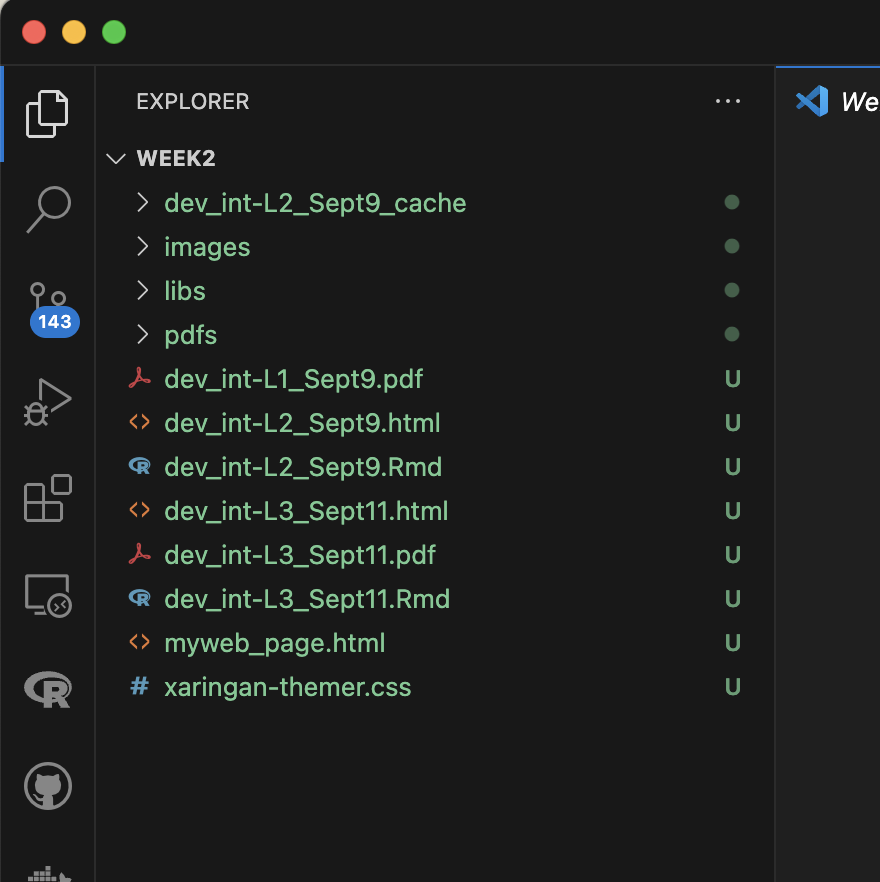 EXPLORER ...
We
WEEK2
dev_int-L2_Sept9_cache
images
libs
143
pdfs
dev_int-L1_Sept9.pdf U
dev_int-L2_Sept9.html U
dev_int-L2_Sept9.Rmd U
dev_int-L3_Sept11.html U
dev_int-L3_Sept11.pdf U
dev_int-L3_Sept11.Rmd U
myweb_page.html U
# xaringan-themer.css U